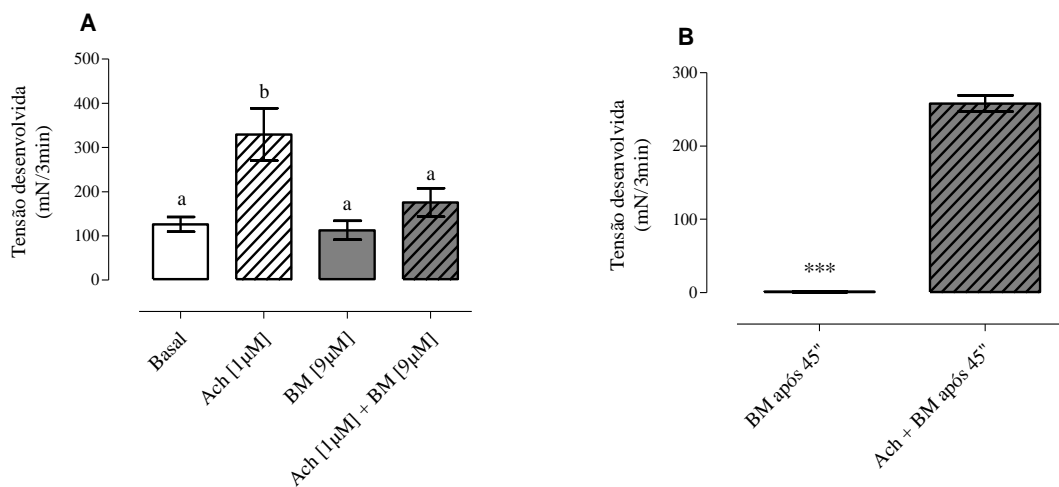 A
Tensão desenvolvida
(mN/3min)
500
400
300
200
100
0
a
b
a
a
Basal
Ach [1µM]
BM [9µM]
Ach [1µM] + BM [9µM]
B
Tensão desenvolvida
(mN/3min)
300
200
100
0
***
BM após 45"
Ach + BM após 45"